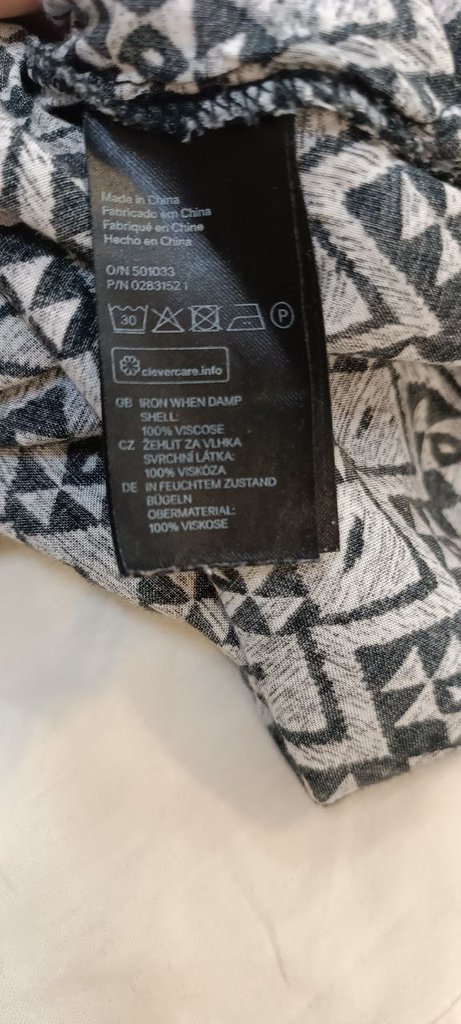 Made in China
Fabricado em China
Fabriqué en Chine
Hecho en China
O/N 501033
P/N 0283152 1
30
P
clevercare.info
GB IRON WHEN DAMP
SHELL:
100% VISCOSE
CZ ŽEHLIT ZA VLHKA
SVRCHNÍ LÁTKA:
100% VISKÓZA
DE IN FEUCHTEM ZUSTAND
BÜGELN
OBERMATERIAL:
100% VISKOSE